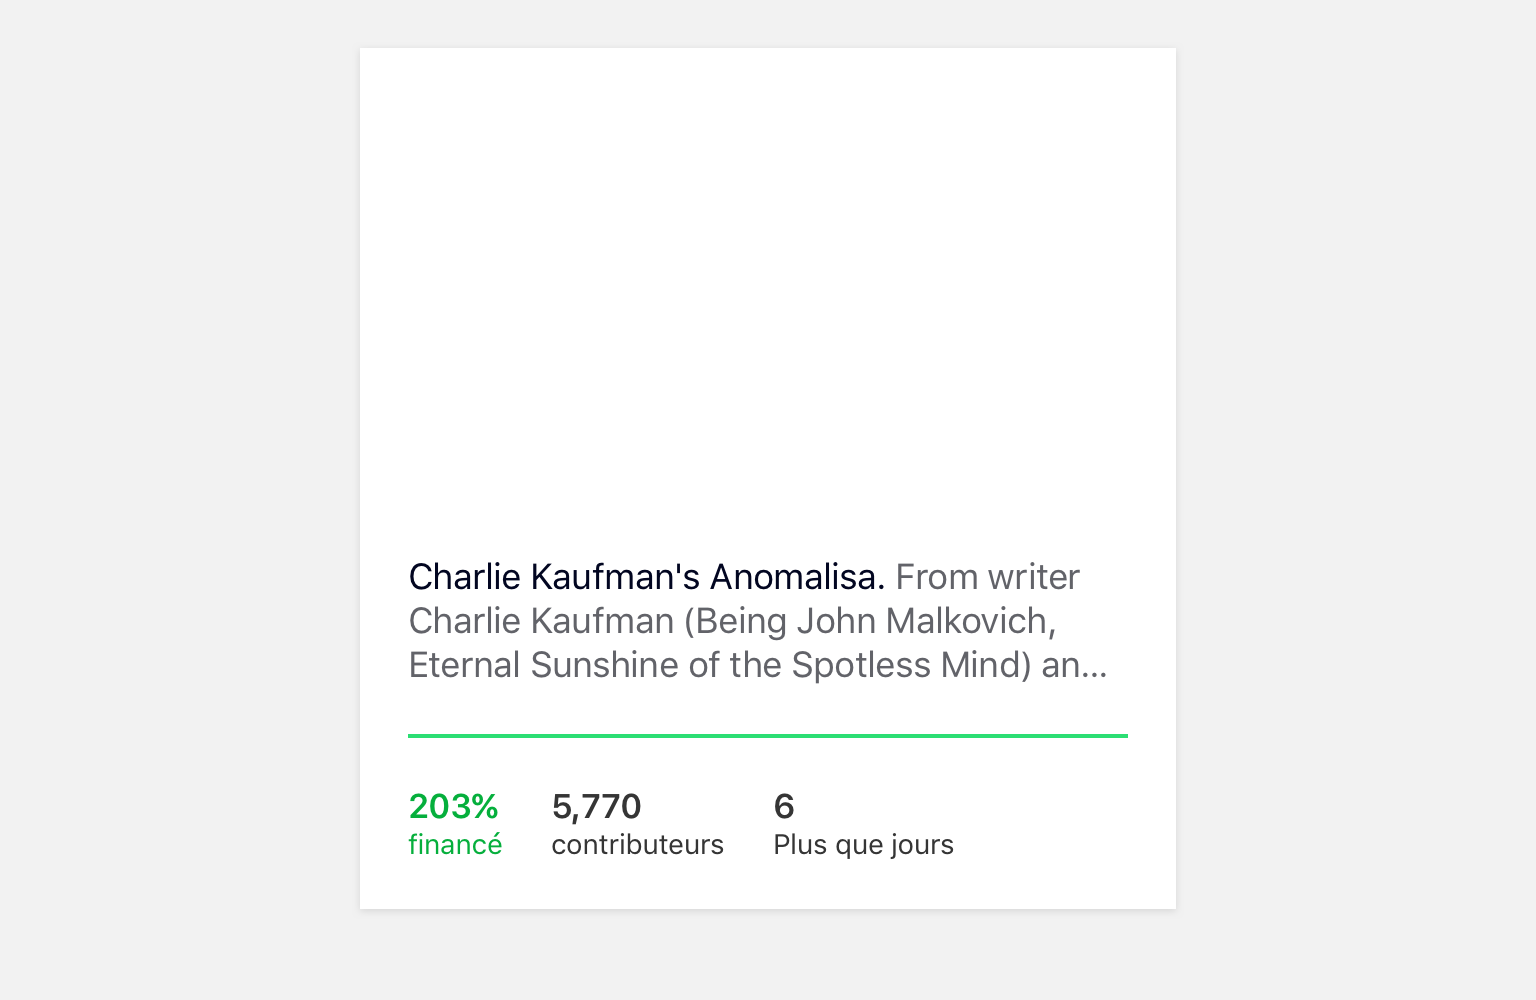 Charlie Kaufman's Anomalisa. From writer
Charlie Kaufman (Being John Malkovich,
Eternal Sunshine of the Spotless Mind) an...
203%
financé
5,770
contributeurs
6
Plus que jours